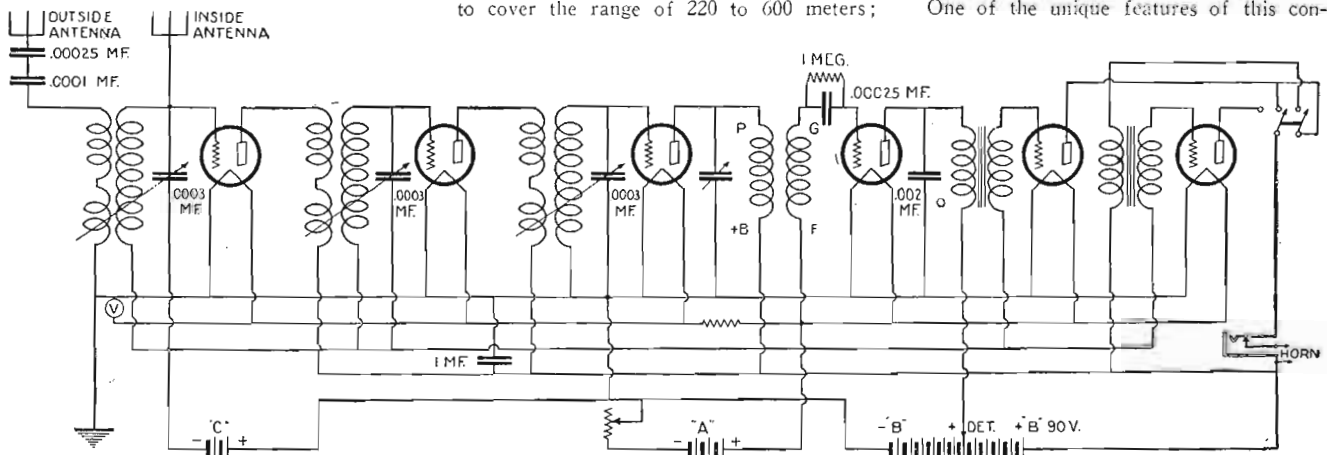 to cover the range of 220 to 600 meters;
One of the unique features of this con-
OUTSIDE
ANTENNA
INSIDE
ANTENNA
.00025 MF.
.0001 MF.
1 MEG.
.00025 MF.
P
G
.0003
MF.
.0003
MF.
.0003
MF.
.002
MF.
+B
F
V
1 MF.
HORN
"C"
- +
"A"
- +
-"B" + DET. +"B" 90 V.